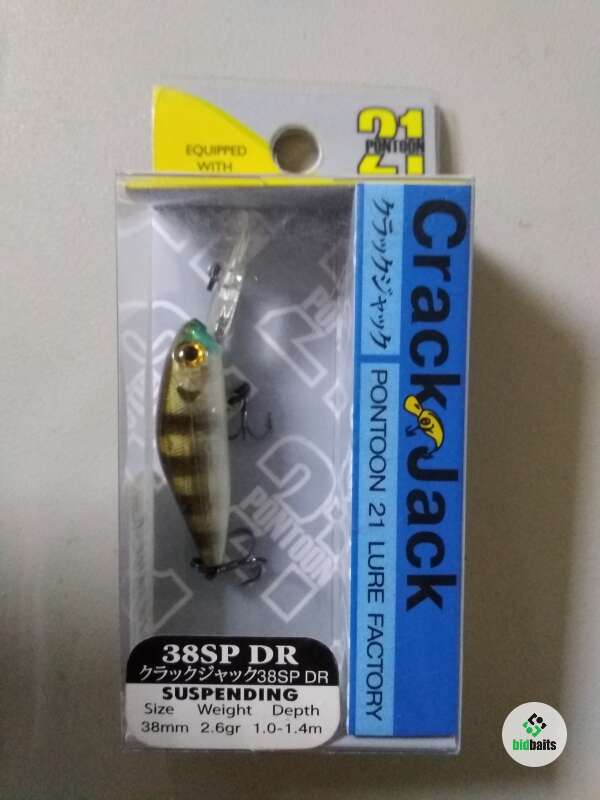 EQUIPPED
WITH
21
PONTOON
Crack Jack
クラックジャック
PONTOON 21 LURE FACTORY
PONTOON
38SP DR
クラックジャック38SP DR
SUSPENDING
Size Weight Depth
38mm 2.6gr 1.0-1.4m
bidbaits